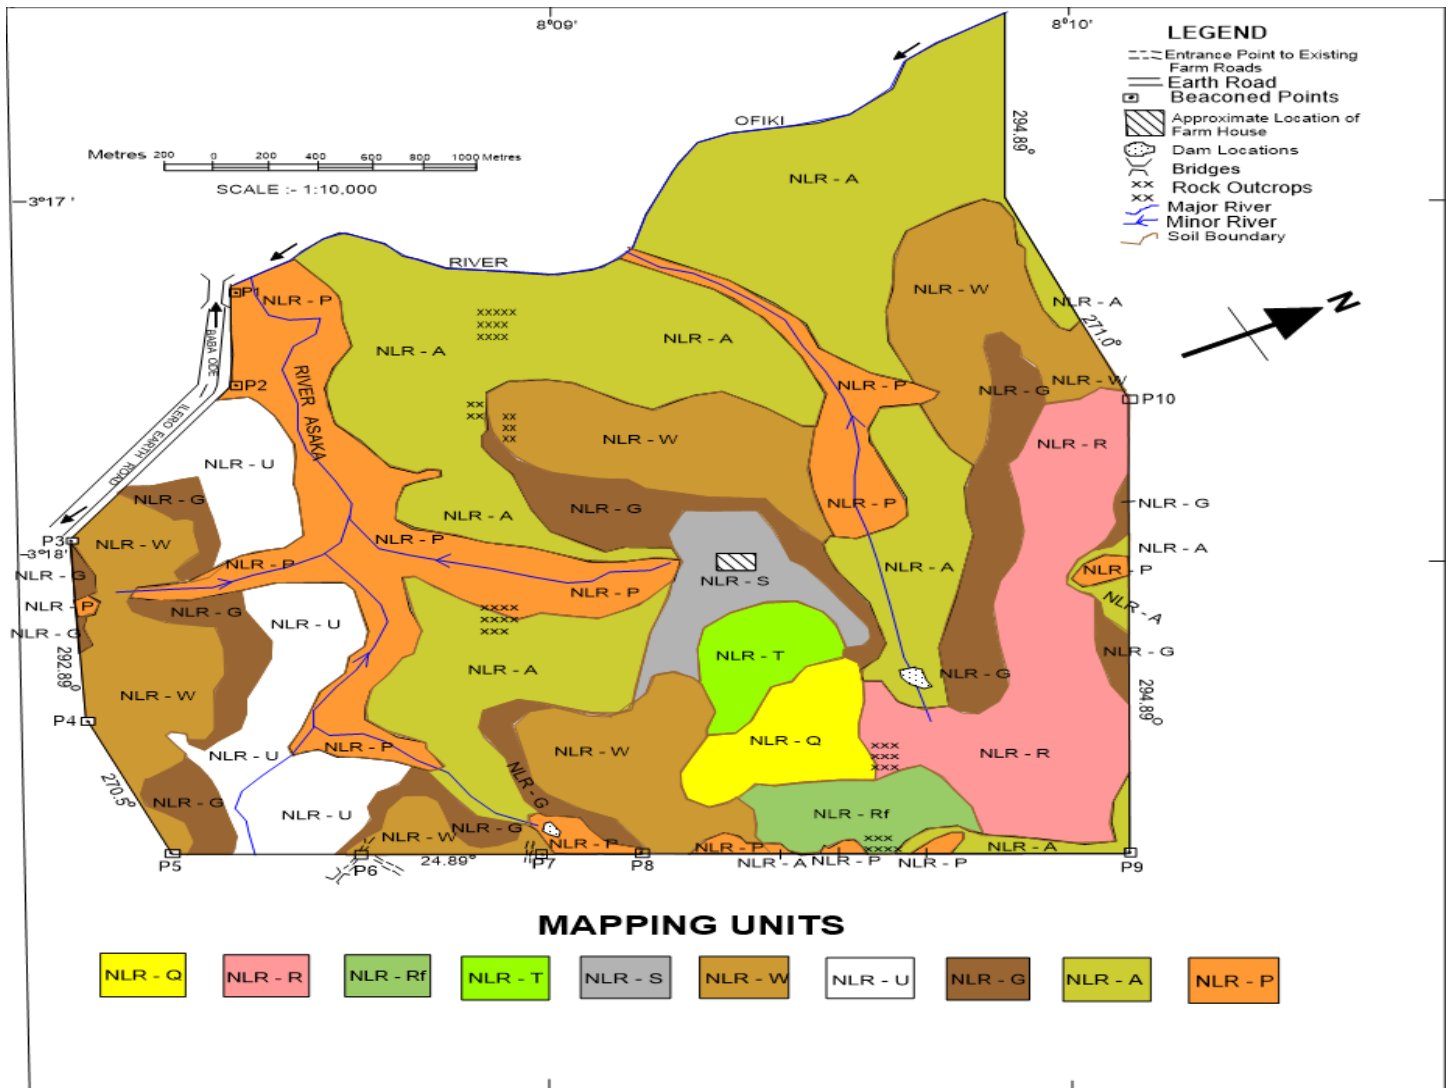 8°09'
8°10'
LEGEND
Entrance Point to Existing
Farm Roads
Earth Road
Beaconed Points
Approximate Location of
Farm House
Dam Locations
Bridges
Rock Outcrops
Major River
Minor River
Soil Boundary
294.89°
OFIKI
Metres 200 0 200 400 600 800 1000 Metres
SCALE :- 1:10,000
3°17'
NLR - A
RIVER
P1
NLR - P
NLR - W
NLR - A
N
271.0°
BABA ODE
NLR - A
NLR - A
P2
NLR - P
NLR - G
NLR - W
P10
RIVER ASAKA
ILERO EARTH ROAD
NLR - W
NLR - R
NLR - U
NLR - G
NLR - G
NLR - P
NLR - G
NLR - A
P3
NLR - W
NLR - P
NLR - A
3°18'
NLR - P
NLR - A
NLR - P
NLR - G
NLR - S
NLR - P
NLR - P
NLR - G
NLR - A
NLR - G
NLR - U
NLR - T
NLR - G
292.89°
NLR - A
NLR - G
NLR - W
294.89°
P4
NLR - P
NLR - Q
NLR - U
NLR - W
NLR - R
270.5°
NLR - G
NLR - G
NLR - U
NLR - Rf
NLR - W
NLR - G
NLR - P
NLR - P
NLR - A
P5
P6
24.89°
P7
P8
NLR - A
NLR - P
NLR - P
P9
MAPPING UNITS
NLR - Q
NLR - R
NLR - Rf
NLR - T
NLR - S
NLR - W
NLR - U
NLR - G
NLR - A
NLR - P